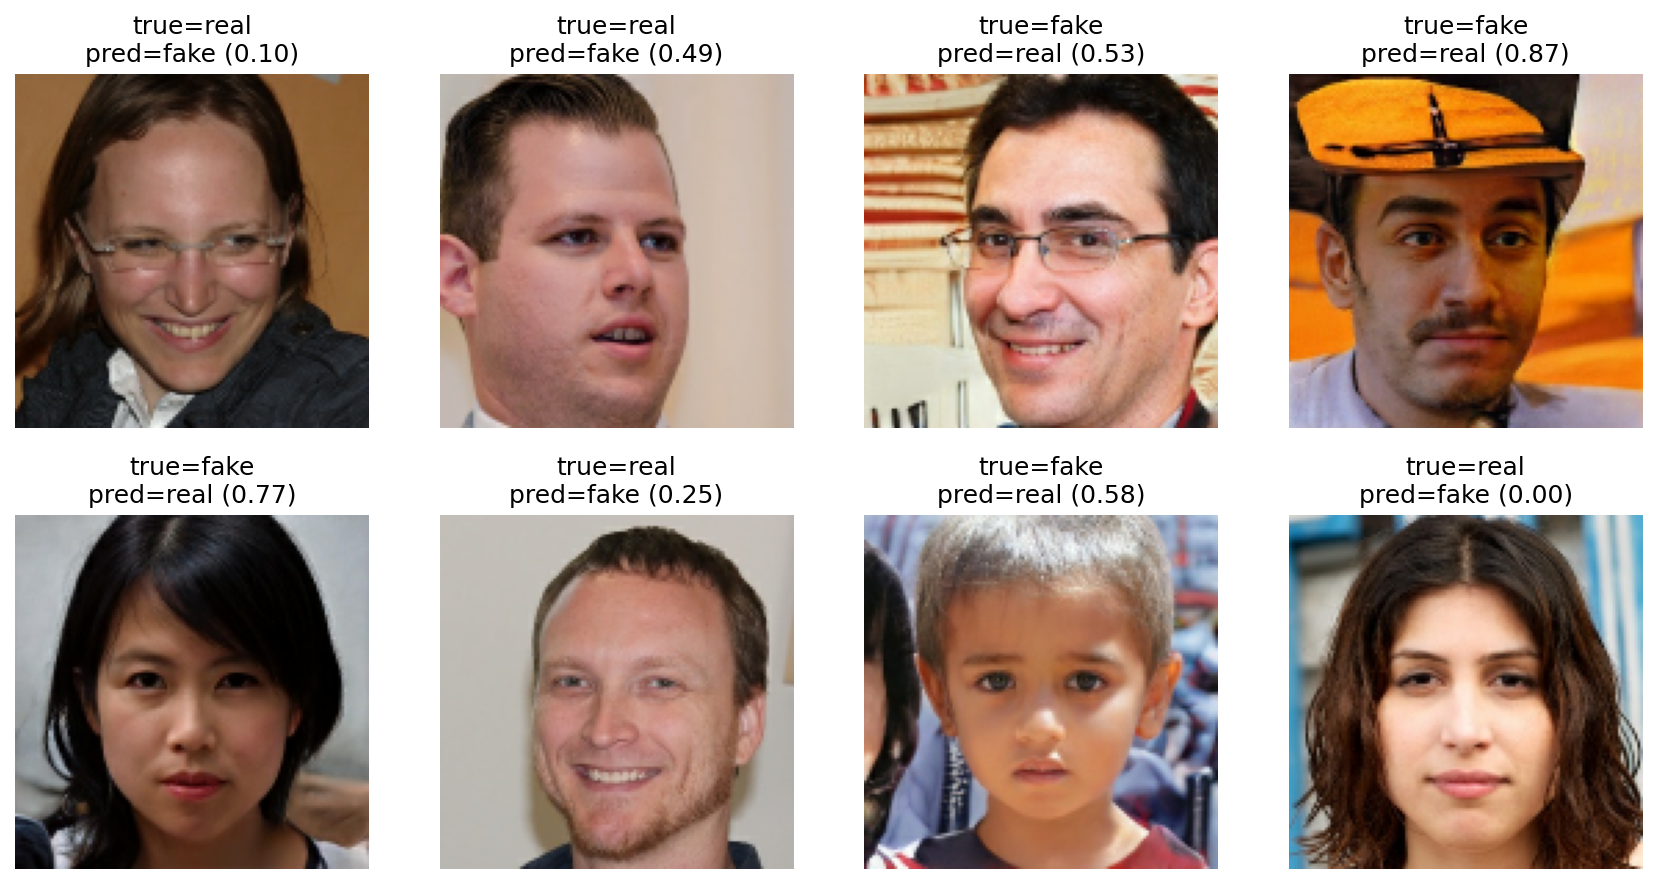 true=real
pred=fake (0.10)
true=real
pred=fake (0.49)
true=fake
pred=real (0.53)
true=fake
pred=real (0.87)
true=fake
pred=real (0.77)
true=real
pred=fake (0.25)
true=fake
pred=real (0.58)
true=real
pred=fake (0.00)